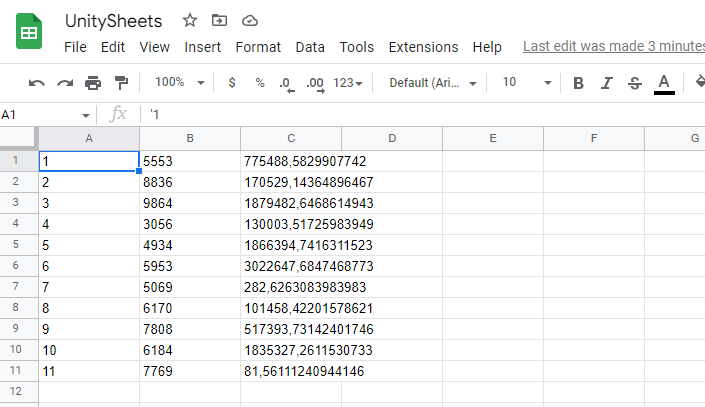 UnitySheets
File Edit View Insert Format Data Tools Extensions Help Last edit was made 3 minutes
100% $ % .0 .00 123 Default (Ari... 10 B I S A
A1 fx '1
A B C D E F G
1 1 5553 775488,5829907742
2 2 8836 170529,14364896467
3 3 9864 1879482,6468614943
4 4 3056 130003,51725983949
5 5 4934 1866394,7416311523
6 6 5953 3022647,6847468773
7 7 5069 282,6263083983983
8 8 6170 101458,42201578621
9 9 7808 517393,73142401746
10 10 6184 1835327,2611530733
11 11 7769 81,56111240944146
12